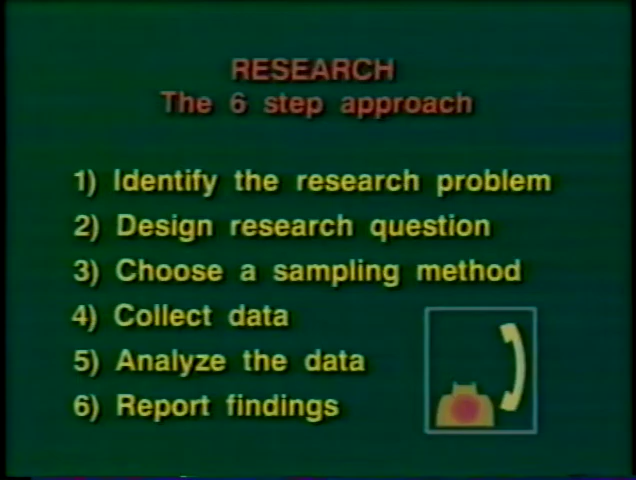 RESEARCH
The 6 step approach
1) Identify the research problem
2) Design research question
3) Choose a sampling method
4) Collect data
5) Analyze the data
6) Report findings